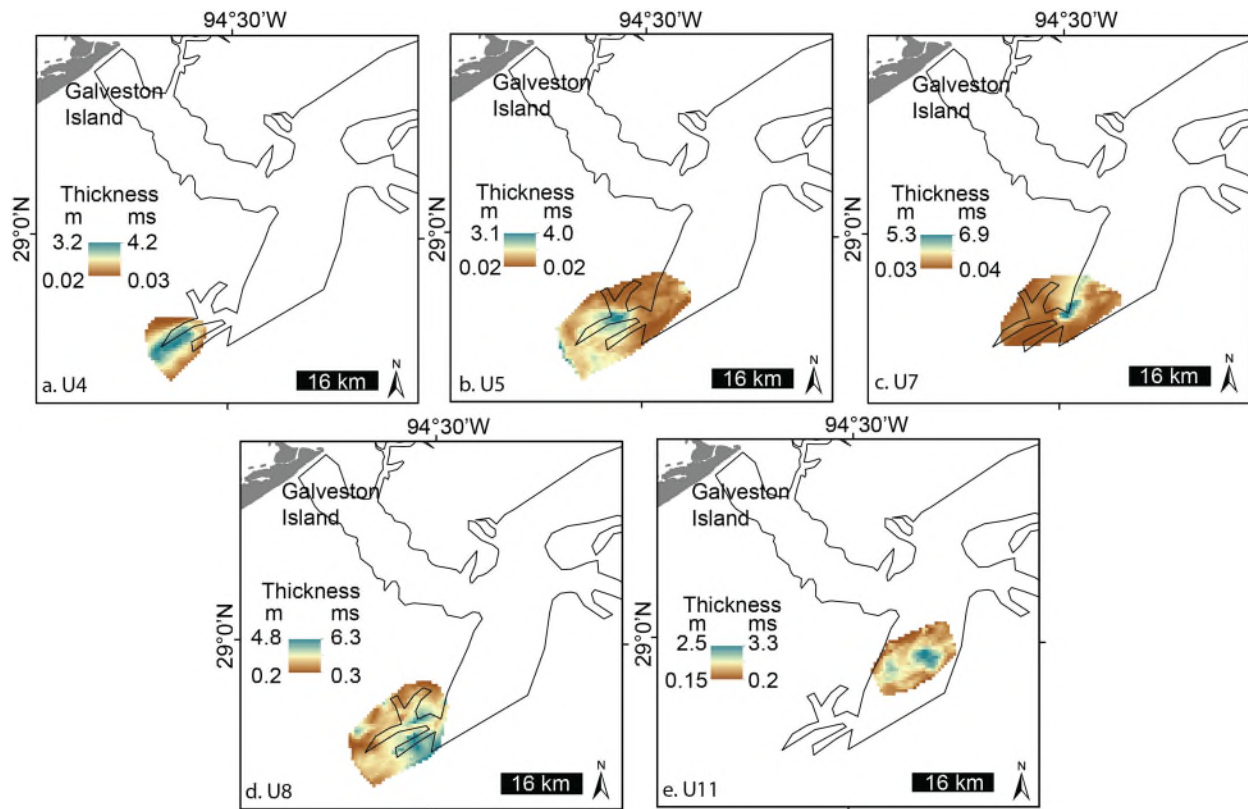 94°30'W
94°30'W
94°30'W
Galveston
Island
Thickness
m ms
3.2 4.2
0.02 0.03
29°0'N
N
16 km
a. U4
Galveston
Island
Thickness
m ms
3.1 4.0
0.02 0.02
29°0'N
N
16 km
b. U5
Galveston
Island
Thickness
m ms
5.3 6.9
0.03 0.04
29°0'N
N
16 km
c. U7
94°30'W
94°30'W
Galveston
Island
Thickness
m ms
4.8 6.3
0.2 0.3
29°0'N
N
16 km
d. U8
Galveston
Island
Thickness
m ms
2.5 3.3
0.15 0.2
29°0'N
N
16 km
e. U11